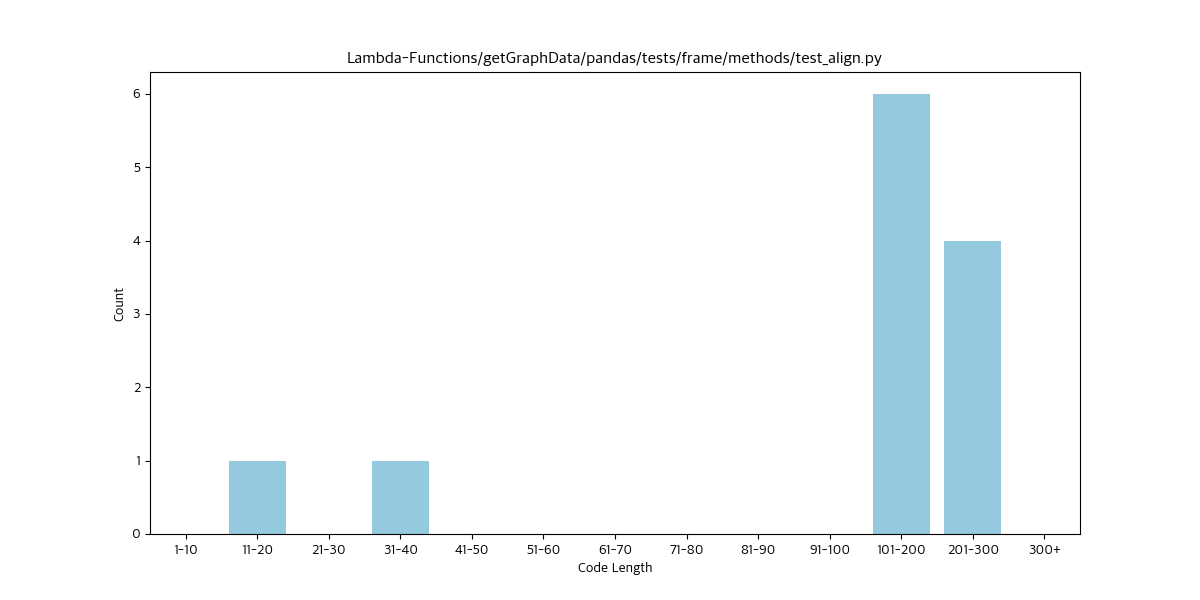 Lambda-Functions/getGraphData/pandas/tests/frame/methods/test_align.py
6
5
4
3
2
1
0
Count
1-10 11-20 21-30 31-40 41-50 51-60 61-70 71-80 81-90 91-100 101-200 201-300 300+
Code Length